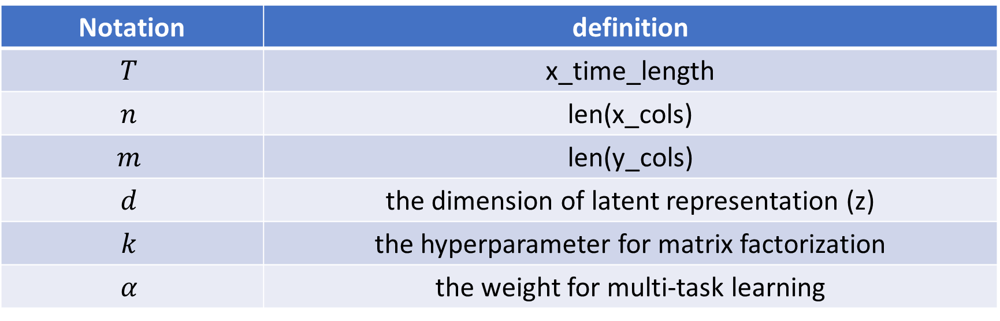 Notation definition
T x_time_length
n len(x_cols)
m len(y_cols)
d the dimension of latent representation (z)
k the hyperparameter for matrix factorization
α the weight for multi-task learning